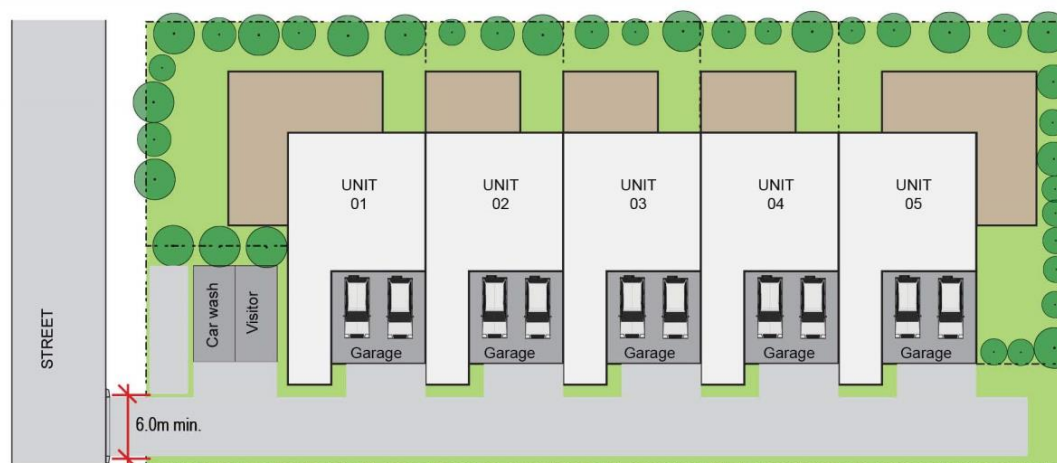 UNIT
01
UNIT
02
UNIT
03
UNIT
04
UNIT
05
STREET
Car wash
Visitor
Garage
Garage
Garage
Garage
Garage
6.0m min.